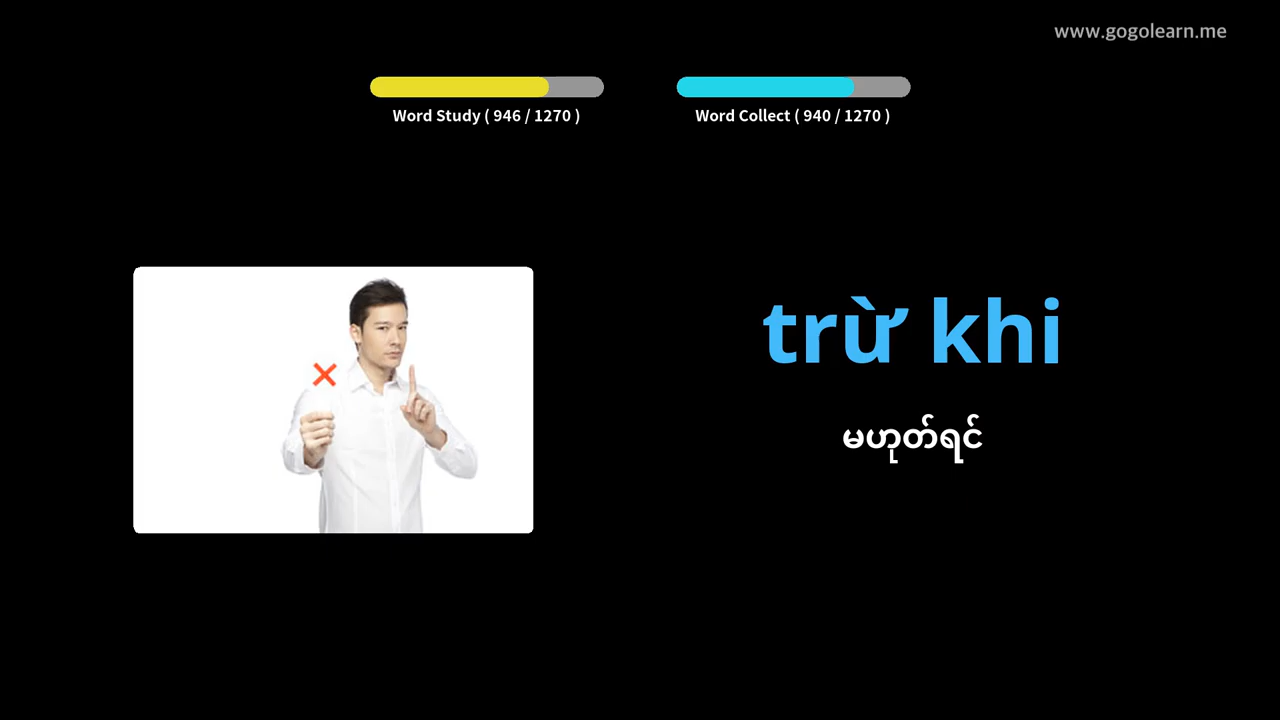 www.gogolearn.me
Word Study ( 946 / 1270 )
Word Collect ( 940 / 1270 )
trừ khi
မဟုတ်ရင်